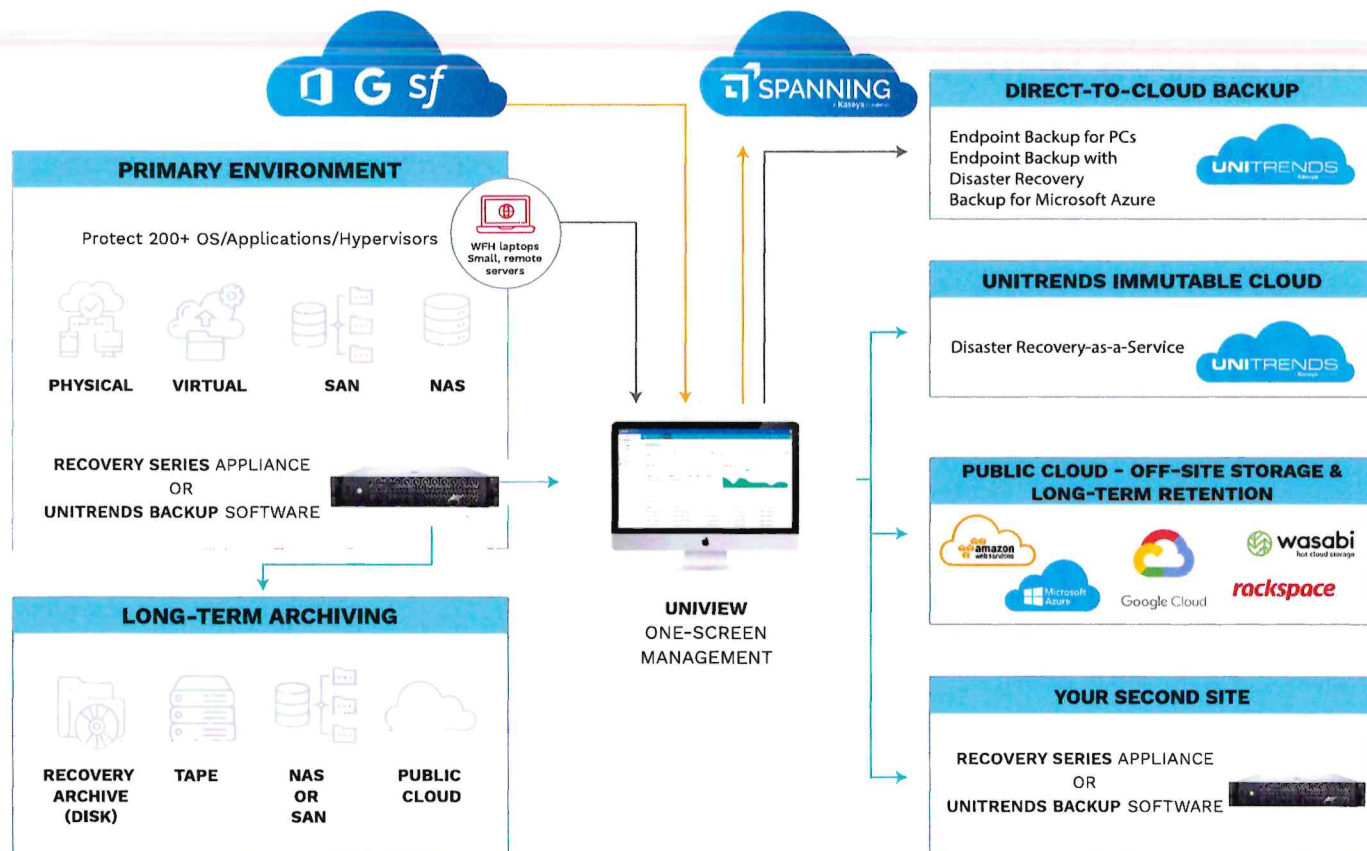 G sf
SPANNING
A Kaseya COMPANY
PRIMARY ENVIRONMENT
Protect 200+ OS/Applications/Hypervisors
WFH laptops
Small, remote
servers
PHYSICAL
VIRTUAL
SAN
NAS
RECOVERY SERIES APPLIANCE
OR
UNITRENDS BACKUP SOFTWARE
LONG-TERM ARCHIVING
RECOVERY
ARCHIVE
(DISK)
TAPE
NAS
OR
SAN
PUBLIC
CLOUD
UNIVIEW
ONE-SCREEN
MANAGEMENT
DIRECT-TO-CLOUD BACKUP
Endpoint Backup for PCs
Endpoint Backup with
Disaster Recovery
Backup for Microsoft Azure
UNITRENDS
Kaseya
UNITRENDS IMMUTABLE CLOUD
Disaster Recovery-as-a-Service
UNITRENDS
Kaseya
PUBLIC CLOUD - OFF-SITE STORAGE &
LONG-TERM RETENTION
amazon
web services
Microsoft
Azure
Google Cloud
wasabi
hot cloud storage
rackspace
YOUR SECOND SITE
RECOVERY SERIES APPLIANCE
OR
UNITRENDS BACKUP SOFTWARE